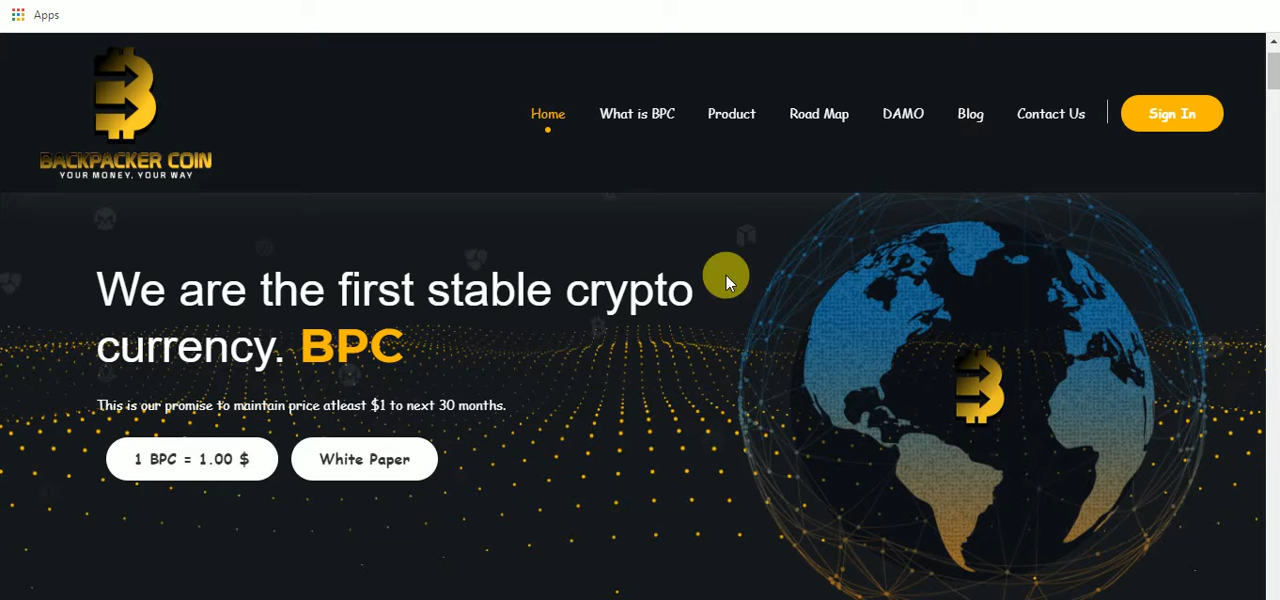 Apps
BACKPACKER COIN
YOUR MONEY, YOUR WAY
Home
What is BPC
Product
Road Map
DAMO
Blog
Contact Us
Sign In
We are the first stable crypto
currency. BPC
This is our promise to maintain price atleast $1 to next 30 months.
1 BPC = 1.00 $
White Paper